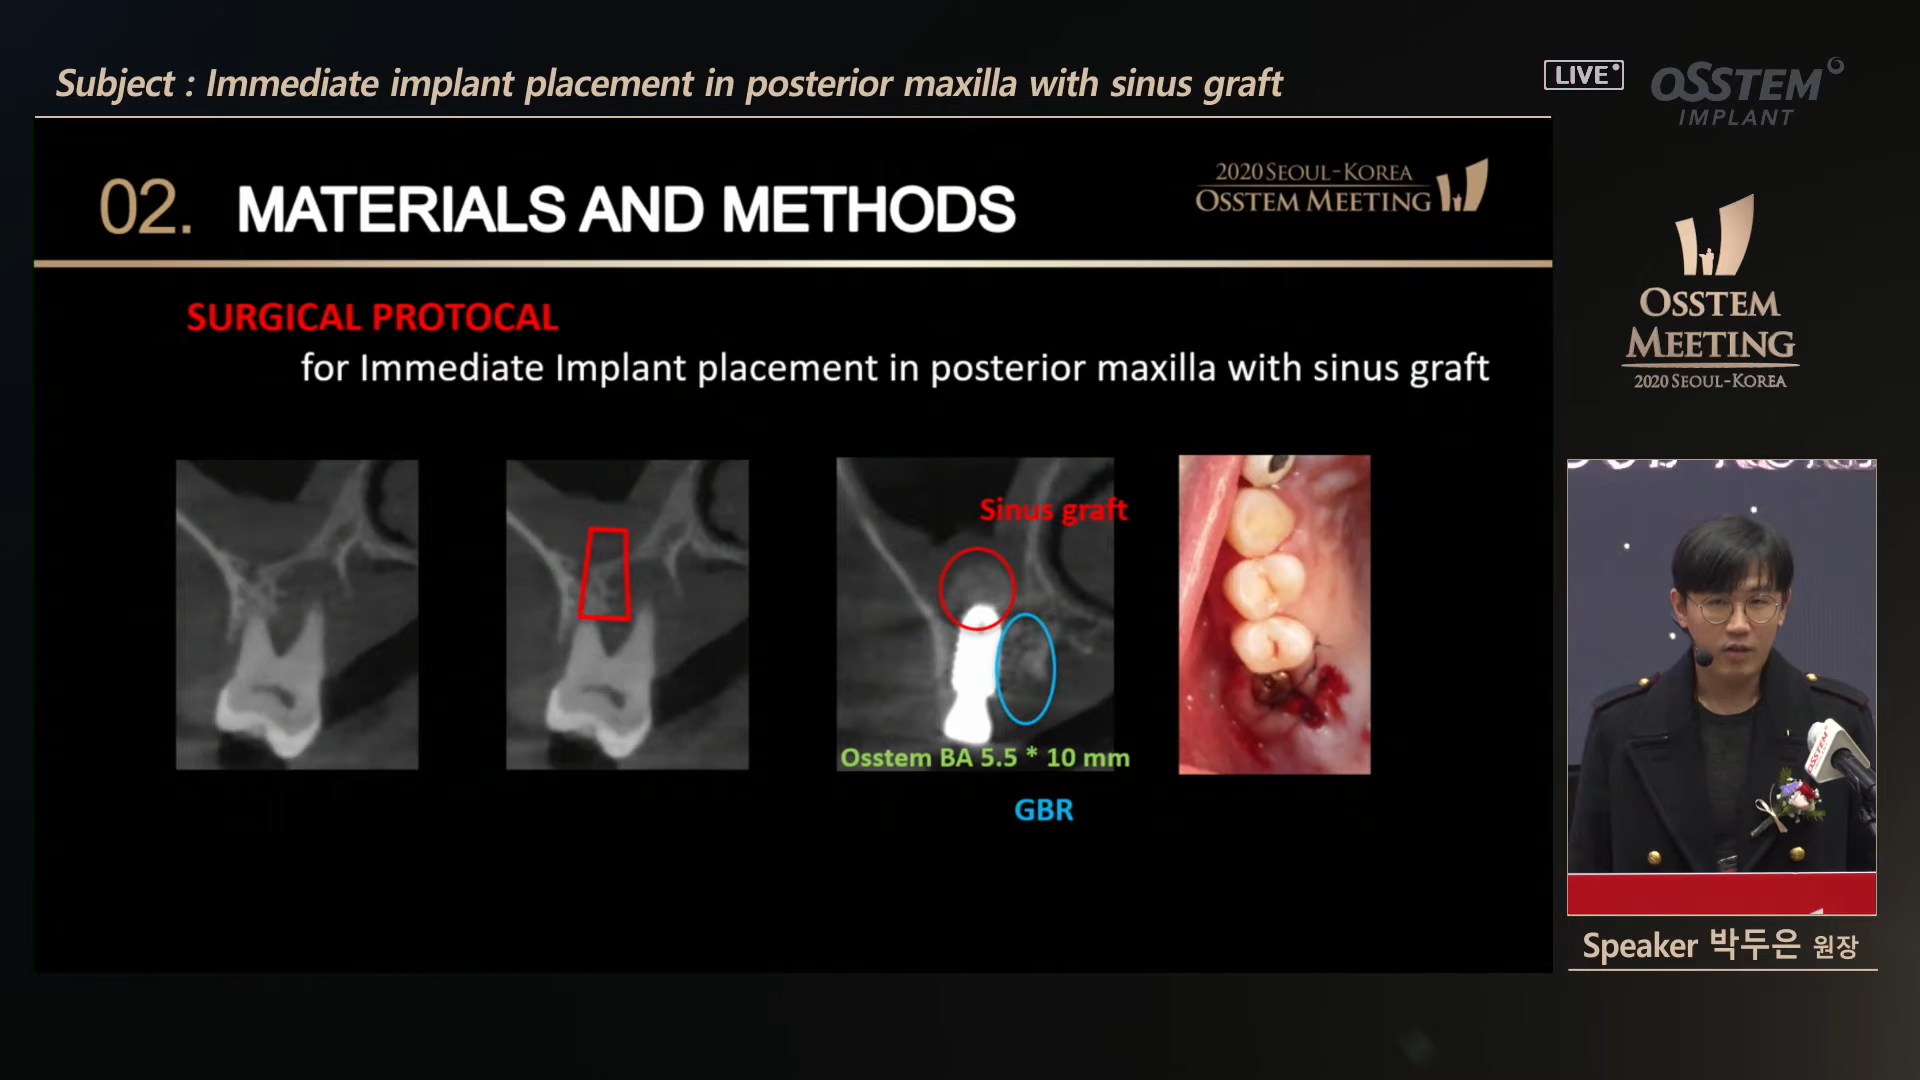 Subject : Immediate implant placement in posterior maxilla with sinus graft
LIVE
OSSTEM
IMPLANT
02. MATERIALS AND METHODS
2020 SEOUL-KOREA
OSSTEM MEETING
SURGICAL PROTOCAL
for Immediate Implant placement in posterior maxilla with sinus graft
Sinus graft
Osstem BA 5.5 * 10 mm
GBR
OSSTEM
MEETING
2020 SEOUL-KOREA
OSSTEM
Speaker 박두은 원장